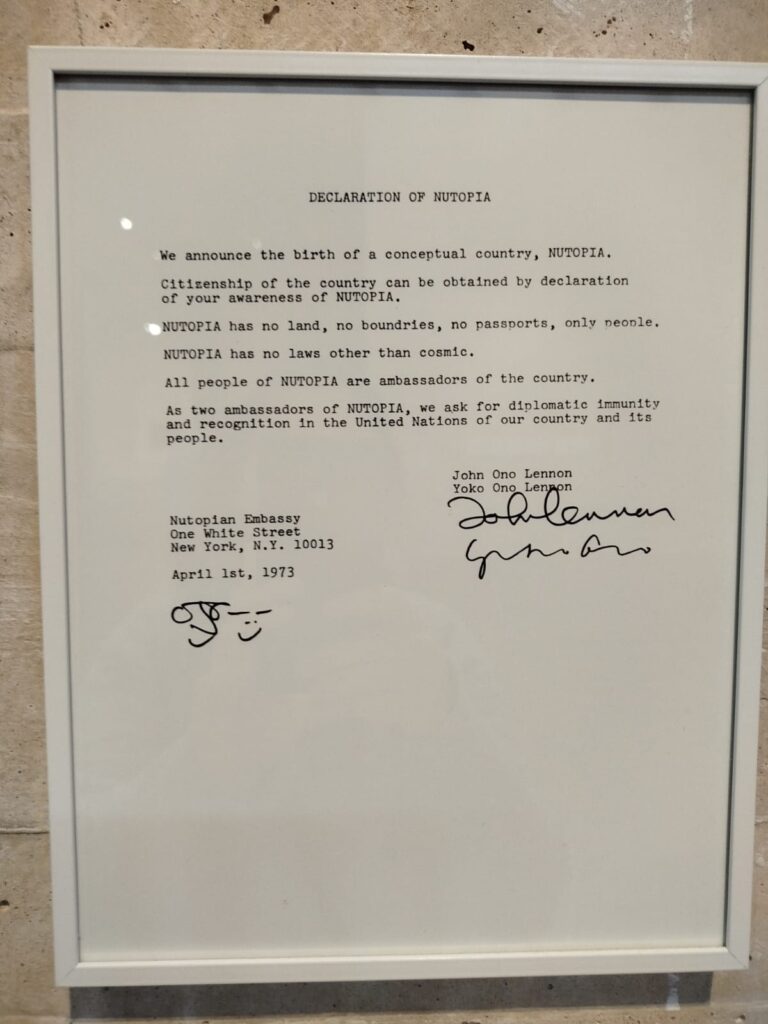 DECLARATION OF NUTOPIA
We announce the birth of a conceptual country, NUTOPIA.
Citizenship of the country can be obtained by declaration
of your awareness of NUTOPIA.
NUTOPIA has no land, no boundries, no passports, only people.
NUTOPIA has no laws other than cosmic.
All people of NUTOPIA are ambassadors of the country.
As two ambassadors of NUTOPIA, we ask for diplomatic immunity
and recognition in the United Nations of our country and its
people.
John Ono Lennon
Yoko Ono Lennon
John Lennon
Yoko Ono
Nutopian Embassy
One White Street
New York, N.Y. 10013
April 1st, 1973